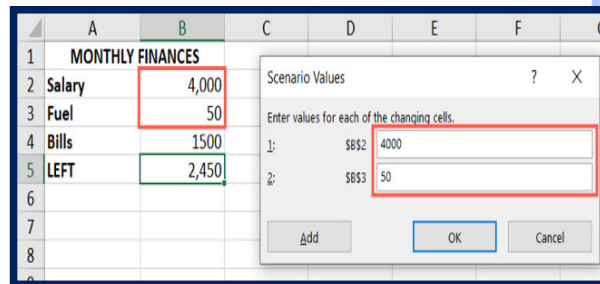 A B C D E F
1 MONTHLY FINANCES
2 Salary 4,000
3 Fuel 50
4 Bills 1500
5 LEFT 2,450
6
7
8
Scenario Values ? X
Enter values for each of the changing cells.
1: $B$2 4000
2: $B$3 50
Add OK Cancel